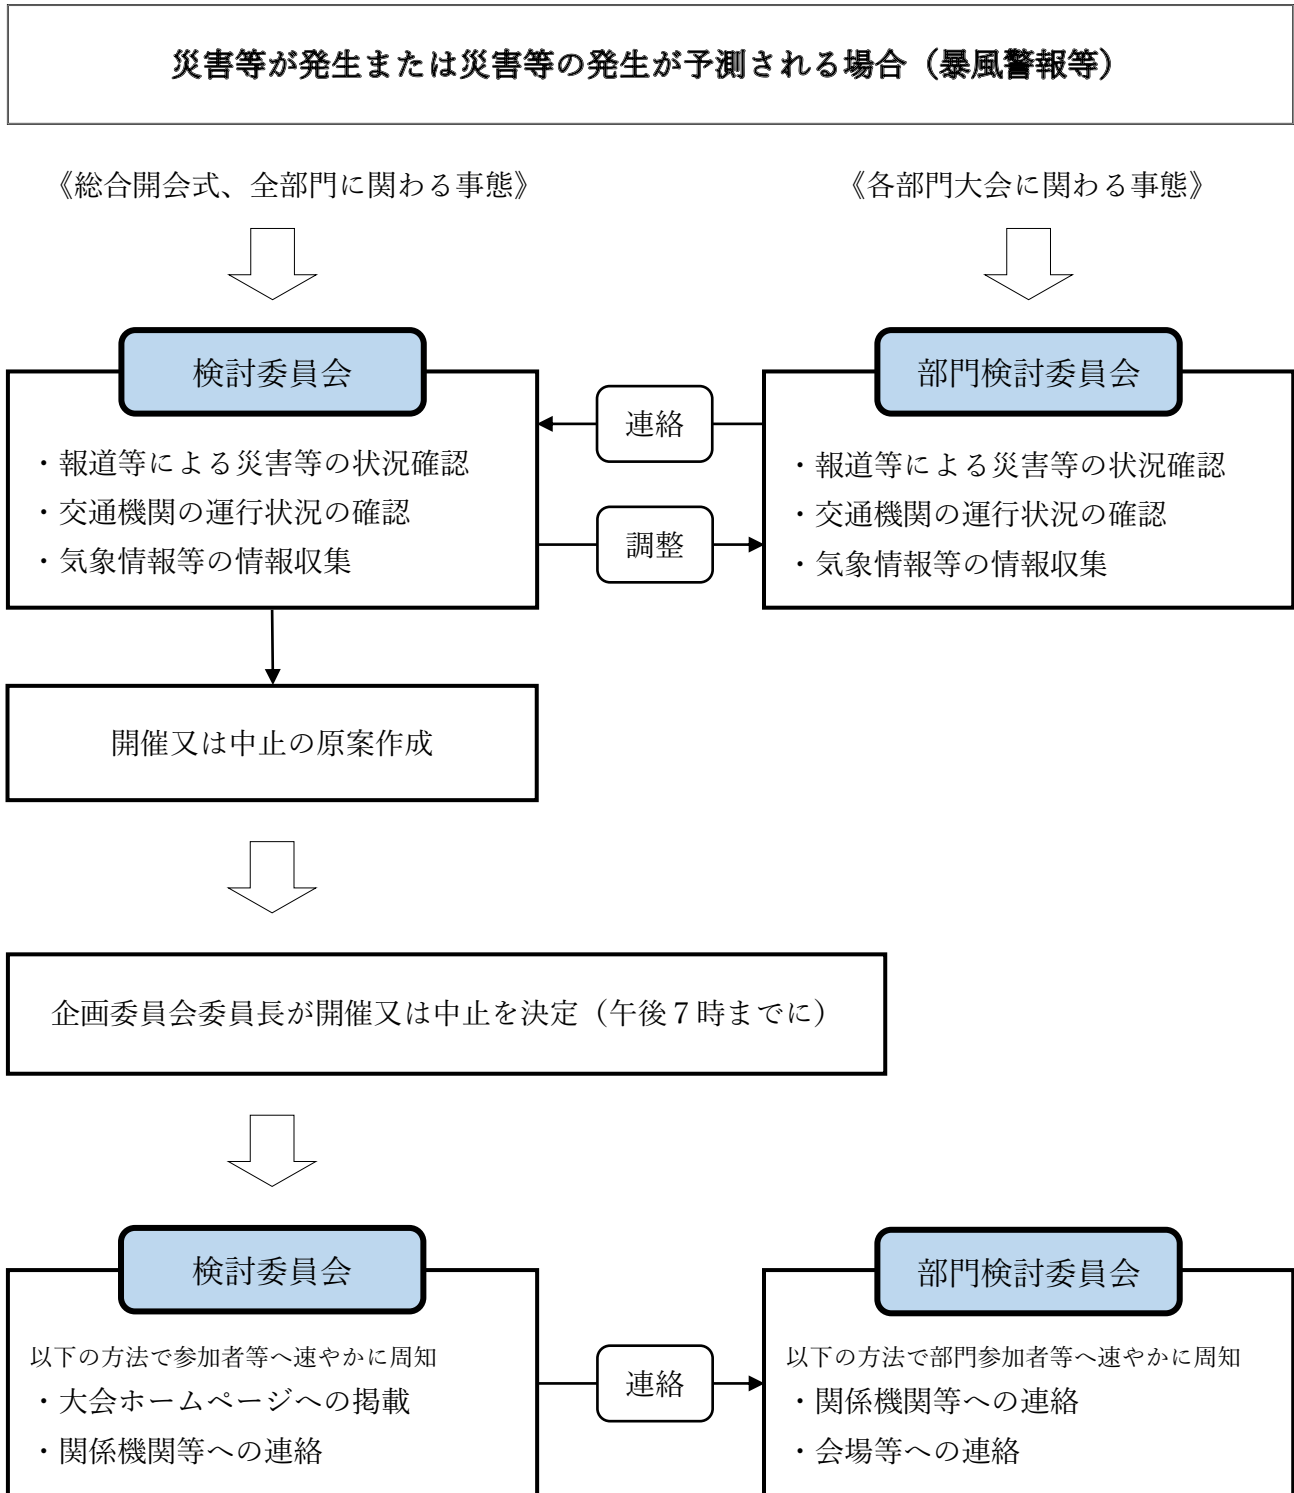 災害等が発生または災害等の発生が予測される場合（暴風警報等）
《総合開会式、全部門に関わる事態》
《各部門大会に関わる事態》
検討委員会
・報道等による災害等の状況確認
・交通機関の運行状況の確認
・気象情報等の情報収集
連絡
調整
部門検討委員会
・報道等による災害等の状況確認
・交通機関の運行状況の確認
・気象情報等の情報収集
開催又は中止の原案作成
企画委員会委員長が開催又は中止を決定（午後７時までに）
検討委員会
以下の方法で参加者等へ速やかに周知
・大会ホームページへの掲載
・関係機関等への連絡
連絡
部門検討委員会
以下の方法で部門参加者等へ速やかに周知
・関係機関等への連絡
・会場等への連絡